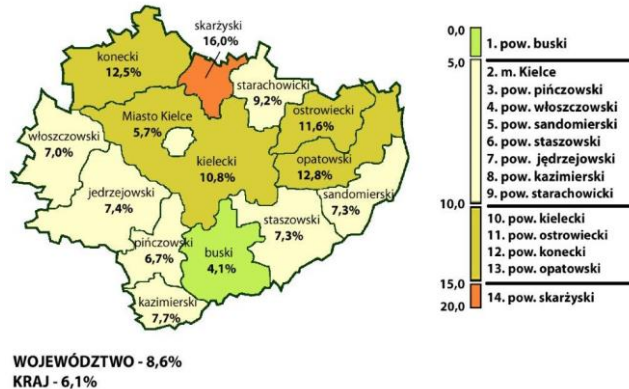 skarżyski
16,0%
konecki
12,5%
starachowicki
9,2%
Miasto Kielce
5,7%
ostrowiecki
11,6%
włoszczowski
7,0%
kielecki
10,8%
opatowski
12,8%
jędrzejowski
7,4%
sandomierski
7,3%
staszowski
7,3%
pińczowski
6,7%
buski
4,1%
kazimierski
7,7%
WOJEWÓDZTWO - 8,6%
KRAJ - 6,1%
0,0
1. pow. buski
5,0
2. m. Kielce
3. pow. pińczowski
4. pow. włoszczowski
5. pow. sandomierski
6. pow. staszowski
7. pow. jędrzejowski
8. pow. kazimierski
9. pow. starachowicki
10,0
10. pow. kielecki
11. pow. ostrowiecki
12. pow. konecki
13. pow. opatowski
15,0
14. pow. skarżyski
20,0